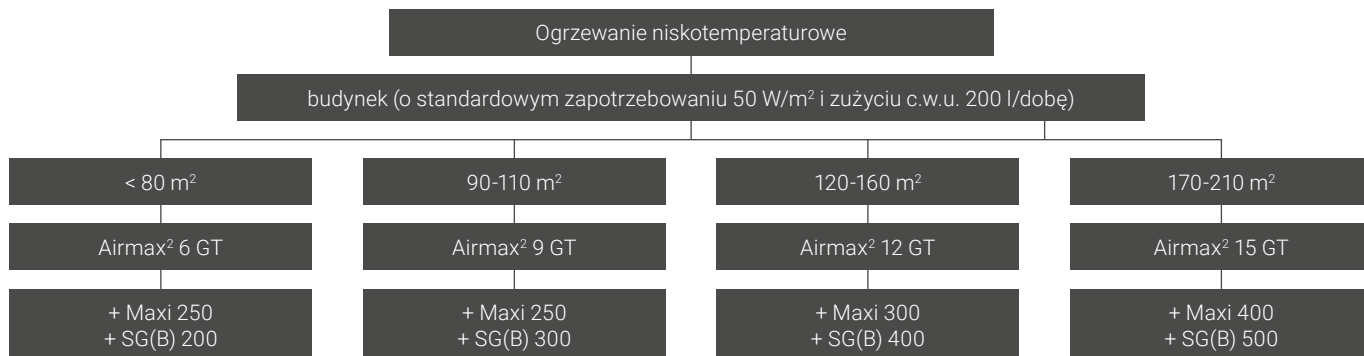 Ogrzewanie niskotemperaturowe
budynek (o standardowym zapotrzebowaniu 50 W/m² i zużyciu c.w.u. 200 l/dobę)
< 80 m²
90-110 m²
120-160 m²
170-210 m²
Airmax² 6 GT
Airmax² 9 GT
Airmax² 12 GT
Airmax² 15 GT
+ Maxi 250
+ SG(B) 200
+ Maxi 250
+ SG(B) 300
+ Maxi 300
+ SG(B) 400
+ Maxi 400
+ SG(B) 500